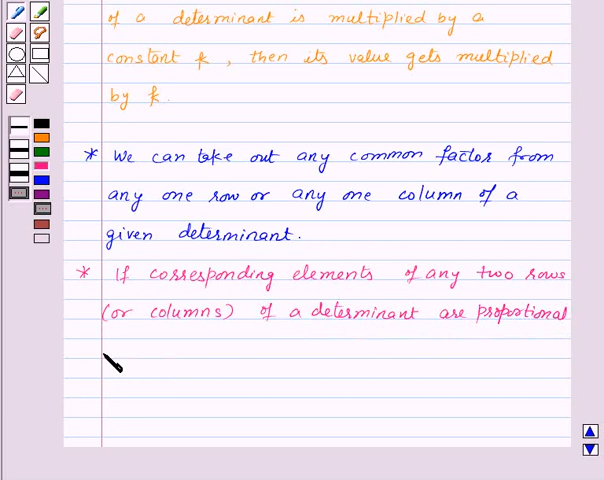 of a determinant is multiplied by a
constant k, then its value gets multiplied
by k.
* We can take out any common factor from
any one row or any one column of a
given determinant.
* If corresponding elements of any two rows
(or columns) of a determinant are proportional